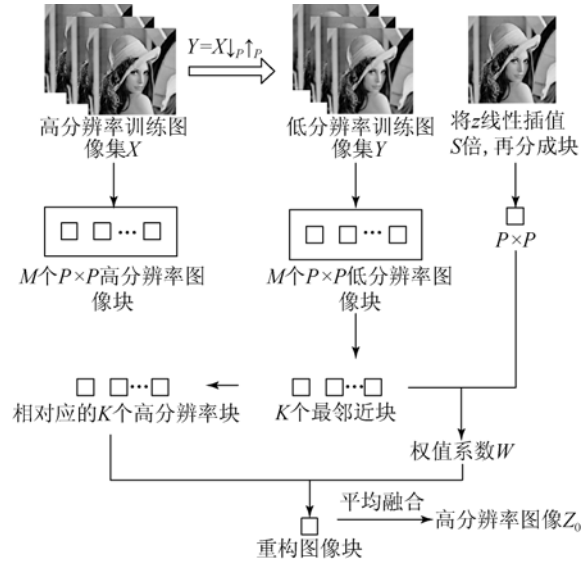 Y=X↓P↑P
高分辨率训练图
像集X
低分辨率训练图
像集Y
将z线性插值
S倍,再分成块
P×P
M个P×P高分辨率图
像块
M个P×P低分辨率图
像块
相对应的K个高分辨率块
K个最邻近块
权值系数W
平均融合
高分辨率图像Z0
重构图像块